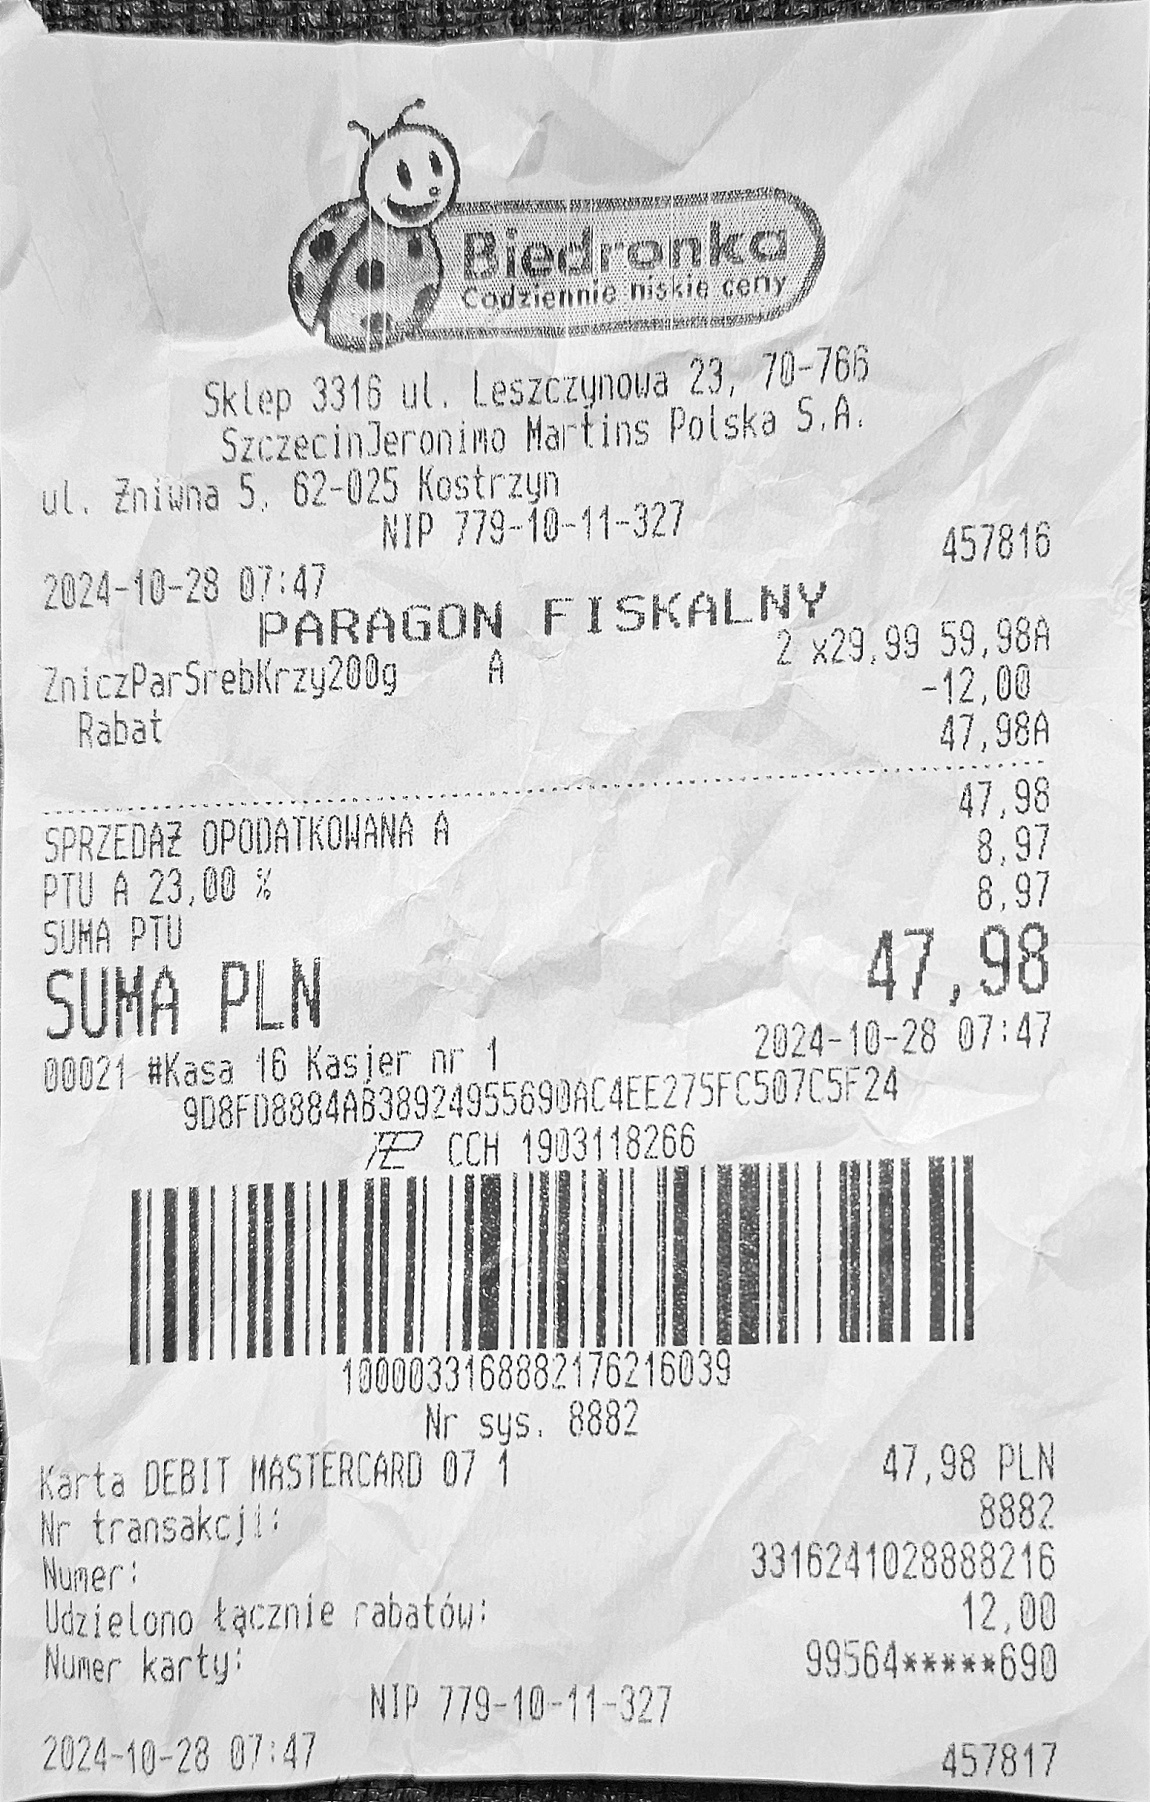 Biedronka
Codziennie niskie ceny
Sklep 3316 ul. Leszczynowa 23, 70-766
SzczecinJeronimo Martins Polska S.A.
ul. Żniwna 5, 62-025 Kostrzyn
NIP 779-10-11-327
2024-10-28 07:47 457816
PARAGON FISKALNY
ZniczParSrebKrzy200g A 2 x29,99 59,98A
Rabat -12,00
47,98A
SPRZEDAŻ OPODATKOWANA A 47,98
PTU A 23,00 % 8,97
SUMA PTU 8,97
SUMA PLN 47,98
00021 #Kasa 16 Kasjer nr 1 2024-10-28 07:47
9D8FD8884AB38924955690AC4EE275FC507C5F24
CCH 1903118266
1000033168882176216039
Nr sys. 8882
Karta DEBIT MASTERCARD 07 1 47,98 PLN
Nr transakcji: 8882
Numer: 3316241028888216
Udzielono łącznie rabatów: 12,00
Numer karty: 99564*****690
NIP 779-10-11-327
2024-10-28 07:47 457817